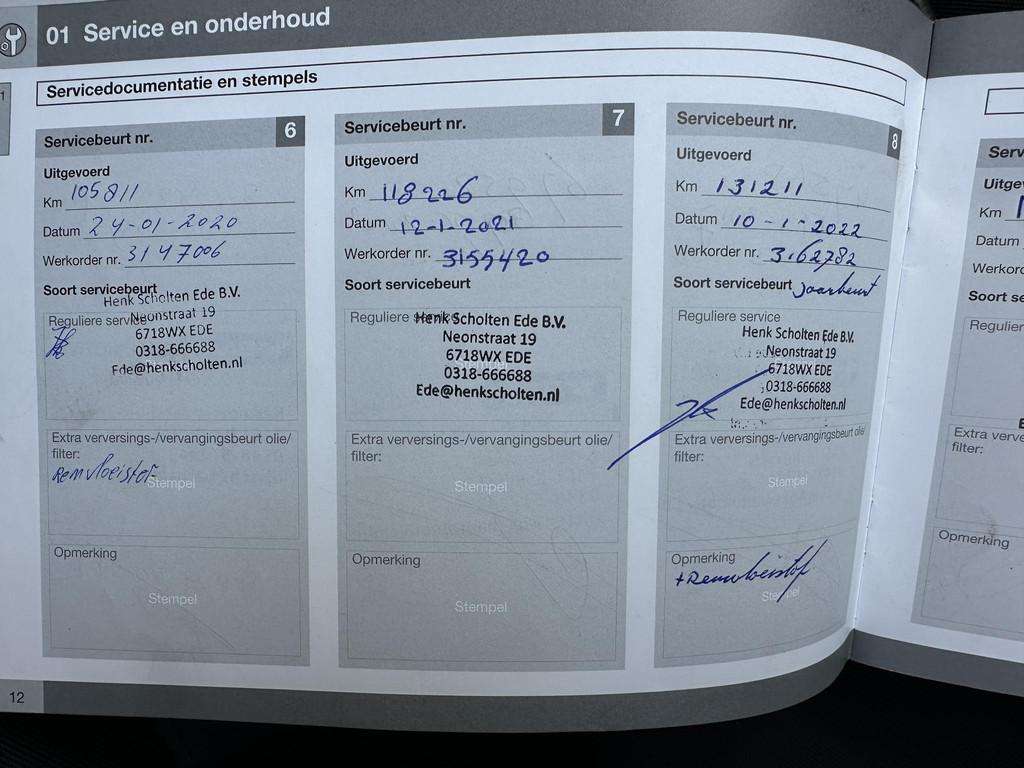 01 Service en onderhoud
Servicedocumentatie en stempels
Servicebeurt nr. 6
Uitgevoerd
Km 105811
Datum 24-01-2020
Werkorder nr. 3147006
Soort servicebeurt
Reguliere service
Henk Scholten Ede B.V.
Neonstraat 19
6718WX EDE
0318-666688
Ede@henkscholten.nl
Extra verversings-/vervangingsbeurt olie/
filter:
Remvloeistof
Stempel
Opmerking
Stempel
12
Servicebeurt nr. 7
Uitgevoerd
Km 118226
Datum 12-1-2021
Werkorder nr. 3155420
Soort servicebeurt
Reguliere service
Henk Scholten Ede B.V.
Neonstraat 19
6718WX EDE
0318-666688
Ede@henkscholten.nl
Extra verversings-/vervangingsbeurt olie/
filter:
Stempel
Opmerking
Stempel
Servicebeurt nr. 8
Uitgevoerd
Km 131211
Datum 10-1-2022
Werkorder nr. 3162782
Soort servicebeurt jaarbeurt
Reguliere service
Henk Scholten Ede B.V.
Neonstraat 19
6718WX EDE
0318-666688
Ede@henkscholten.nl
Extra verversings-/vervangingsbeurt olie/
filter:
Stempel
Opmerking
+ Remvloeistof
Stempel
Serv
Uitge
Km
Datum
Werkord
Soort se
Regulier
Extra verve
filter:
Opmerking